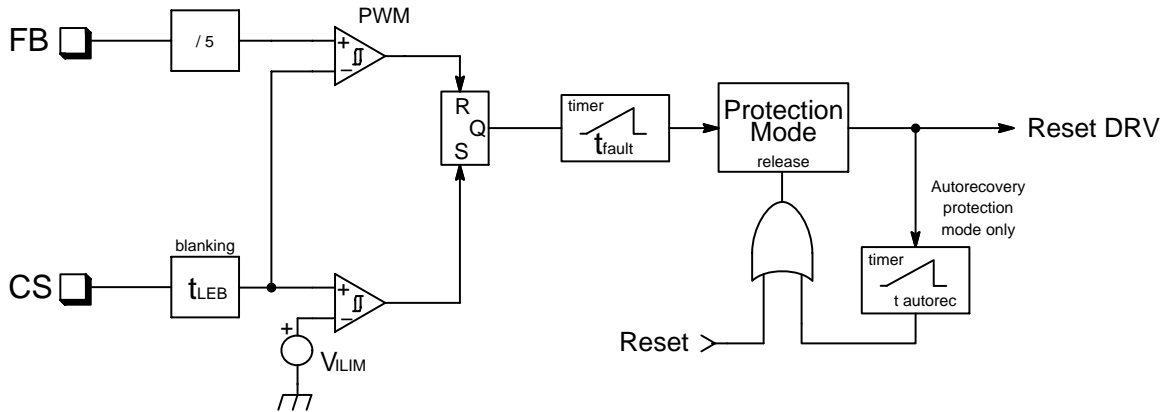 PWM
FB
/ 5
+
−
R
Q
S
timer
tfault
Protection
Mode
release
Reset DRV
Autorecovery
protection
mode only
blanking
CS
tLEB
+
−
+
VILIM
timer
t autorec
Reset